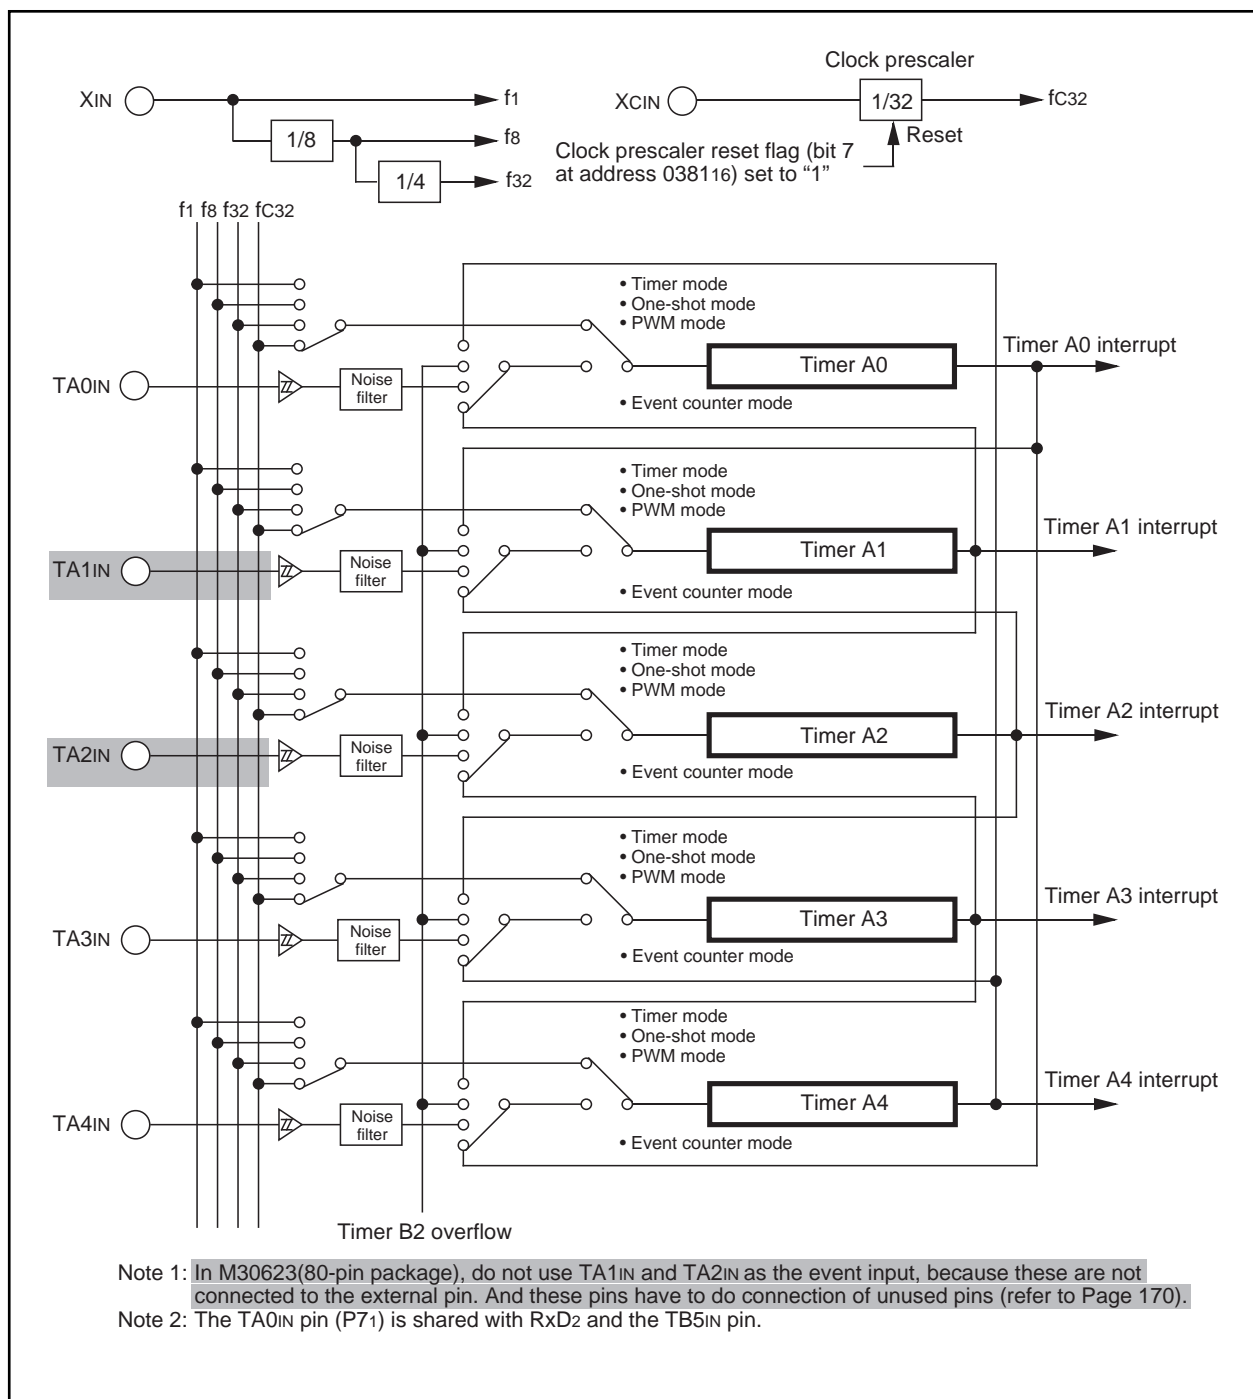 Clock prescaler
XIN
f1
XCIN
1/32
fC32
1/8
f8
Reset
Clock prescaler reset flag (bit 7
at address 038116) set to “1”
1/4
f32
f1 f8 f32 fC32
• Timer mode
• One-shot mode
• PWM mode
Timer A0 interrupt
Timer A0
TA0IN
Noise
filter
• Event counter mode
• Timer mode
• One-shot mode
• PWM mode
Timer A1 interrupt
Timer A1
TA1IN
Noise
filter
• Event counter mode
• Timer mode
• One-shot mode
• PWM mode
Timer A2 interrupt
Timer A2
TA2IN
Noise
filter
• Event counter mode
• Timer mode
• One-shot mode
• PWM mode
Timer A3 interrupt
Timer A3
TA3IN
Noise
filter
• Event counter mode
• Timer mode
• One-shot mode
• PWM mode
Timer A4 interrupt
Timer A4
TA4IN
Noise
filter
• Event counter mode
Timer B2 overflow
Note 1: In M30623(80-pin package), do not use TA1IN and TA2IN as the event input, because these are not
connected to the external pin. And these pins have to do connection of unused pins (refer to Page 170).
Note 2: The TA0IN pin (P71) is shared with RxD2 and the TB5IN pin.